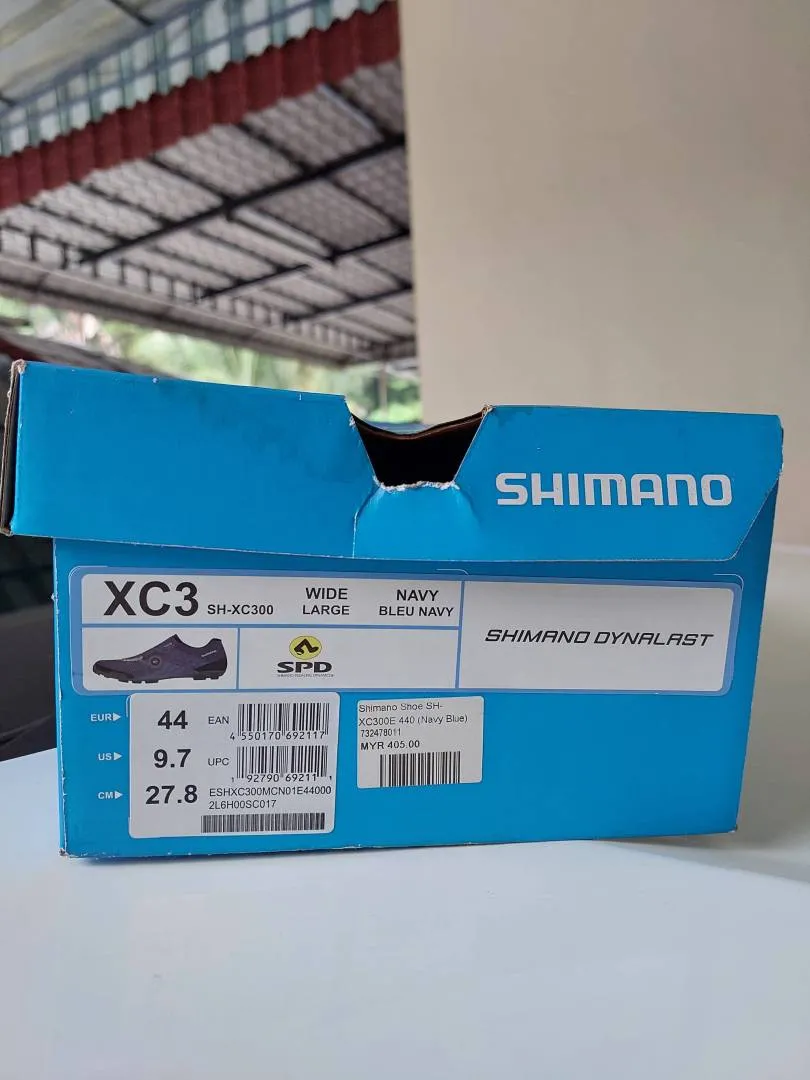 SHIMANO
XC3 SH-XC300
WIDE
LARGE
NAVY
BLEU NAVY
SHIMANO DYNALAST
SPD
EUR▶ 44
US▶ 9.7
CM▶ 27.8
EAN
4 550170 692117
UPC
1 92790 69211 1
ESHXC300MCN01E44000
2L6H00SC017
Shimano Shoe SH-
XC300E 440 (Navy Blue)
732478011
MYR 405.00